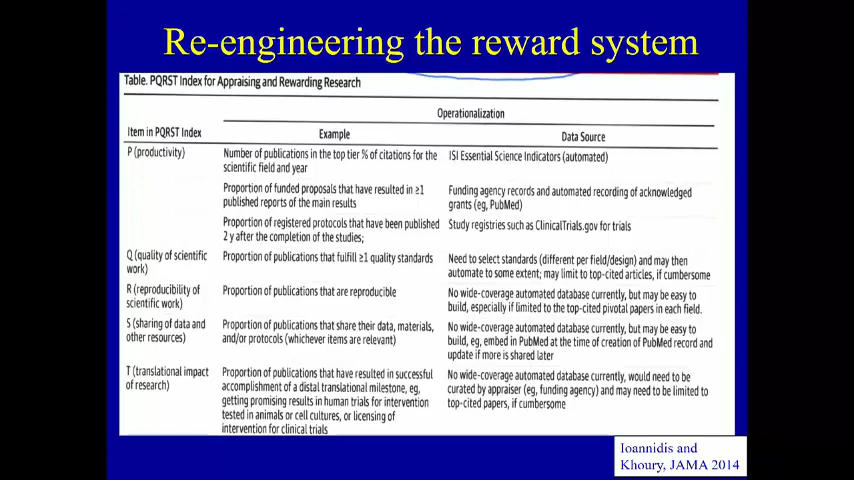 Re-engineering the reward system
Table. PQRST Index for Appraising and Rewarding Research
Operationalization
Item in PQRST Index
Example
Data Source
P (productivity)
Number of publications in the top tier % of citations for the
scientific field and year
ISI Essential Science Indicators (automated)
Proportion of funded proposals that have resulted in ≥1
published reports of the main results
Funding agency records and automated recording of acknowledged
grants (eg, PubMed)
Proportion of registered protocols that have been published
2 y after the completion of the studies;
Study registries such as ClinicalTrials.gov for trials
Q (quality of scientific
work)
Proportion of publications that fulfill ≥1 quality standards
Need to select standards (different per field/design) and may then
automate to some extent; may limit to top-cited articles, if cumbersome
R (reproducibility of
scientific work)
Proportion of publications that are reproducible
No wide-coverage automated database currently, but may be easy to
build, especially if limited to the top-cited pivotal papers in each field.
S (sharing of data and
other resources)
Proportion of publications that share their data, materials,
and/or protocols (whichever items are relevant)
No wide-coverage automated database currently, but may be easy to
build, eg, embed in PubMed at the time of creation of PubMed record and
update if more is shared later
T (translational impact
of research)
Proportion of publications that have resulted in successful
accomplishment of a distal translational milestone, eg,
getting promising results in human trials for intervention
tested in animals or cell cultures, or licensing of
intervention for clinical trials
No wide-coverage automated database currently, would need to be
curated by appraiser (eg, funding agency) and may need to be limited to
top-cited papers, if cumbersome
Ioannidis and
Khoury, JAMA 2014